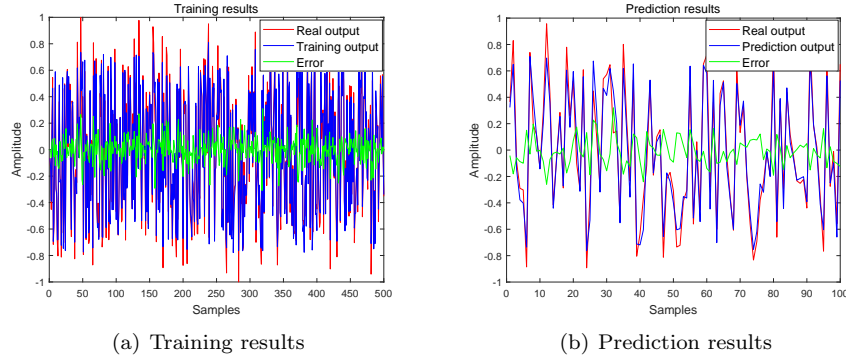 Training results
Real output
Training output
Error
1
0.8
0.6
0.4
0.2
0
-0.2
-0.4
-0.6
-0.8
-1
Amplitude
0 50 100 150 200 250 300 350 400 450 500
Samples
(a) Training results
Prediction results
Real output
Prediction output
Error
1
0.8
0.6
0.4
0.2
0
-0.2
-0.4
-0.6
-0.8
-1
Amplitude
0 10 20 30 40 50 60 70 80 90 100
Samples
(b) Prediction results